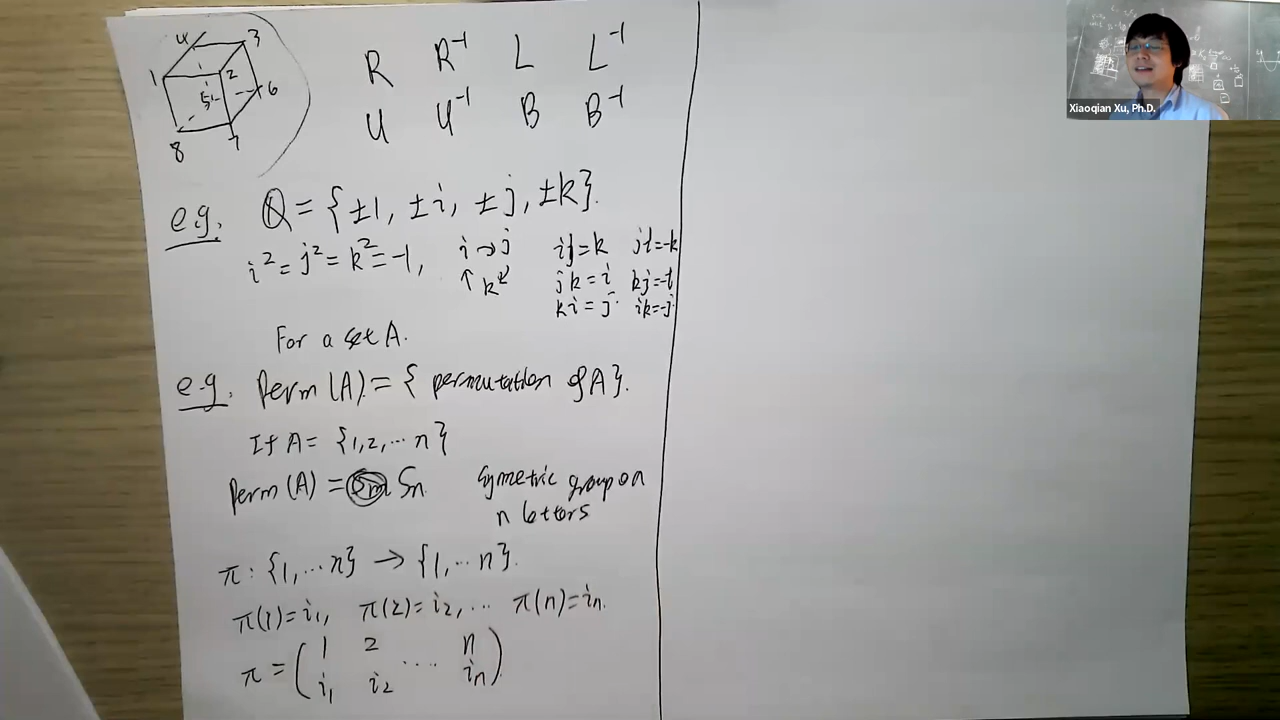 4 3
1 2
5 6
8 7
R R⁻¹ L L⁻¹
U U⁻¹ B B⁻¹
e.g. Q = {±1, ±i, ±j, ±k}.
i² = j² = k² = -1, i → j ij = k ji = -k
↑ k ↙ jk = i kj = -i
ki = j ik = -j
For a set A.
e.g. Perm(A) = { permutation of A}.
If A = {1,2,... n}
Perm(A) = Sn. Symetric group on
n letters
π: {1, ... n} → {1, ... n}.
π(1) = i₁, π(2) = i₂, ... π(n) = iₙ.
π = ( 1 2 .... n )
i₁ i₂ iₙ
Xiaoqian Xu, Ph.D.